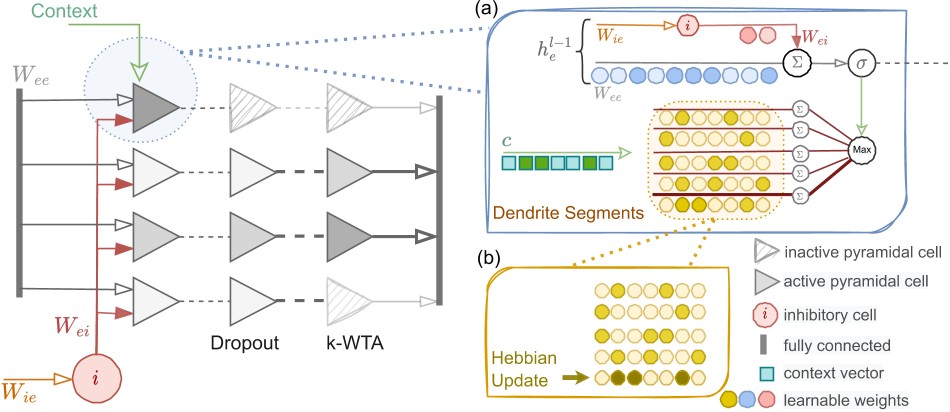 Context
W_ee
W_ei
W_ie
i
Dropout
k-WTA
(a)
h_e^{l-1}
W_ie
i
W_ei
W_ee
Σ
σ
c
Σ
Σ
Σ
Σ
Σ
Max
Dendrite Segments
(b)
Hebbian
Update
inactive pyramidal cell
active pyramidal cell
i
inhibitory cell
fully connected
context vector
learnable weights